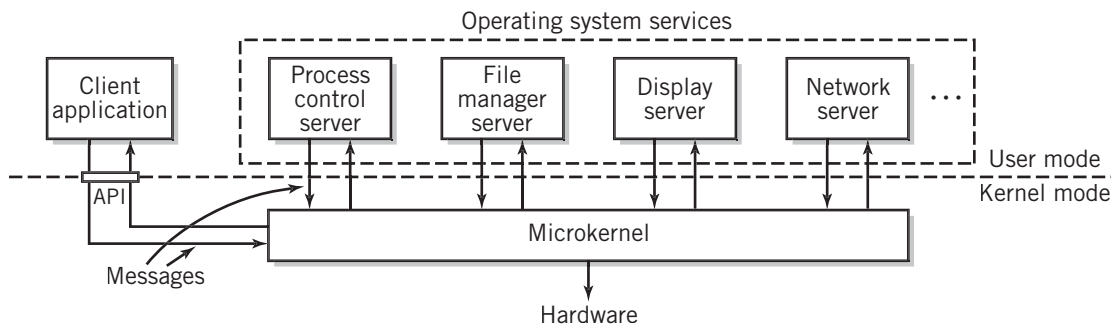 Operating system services
Client
application
Process
control
server
File
manager
server
Display
server
Network
server
...
User mode
API
Kernel mode
Microkernel
Messages
Hardware